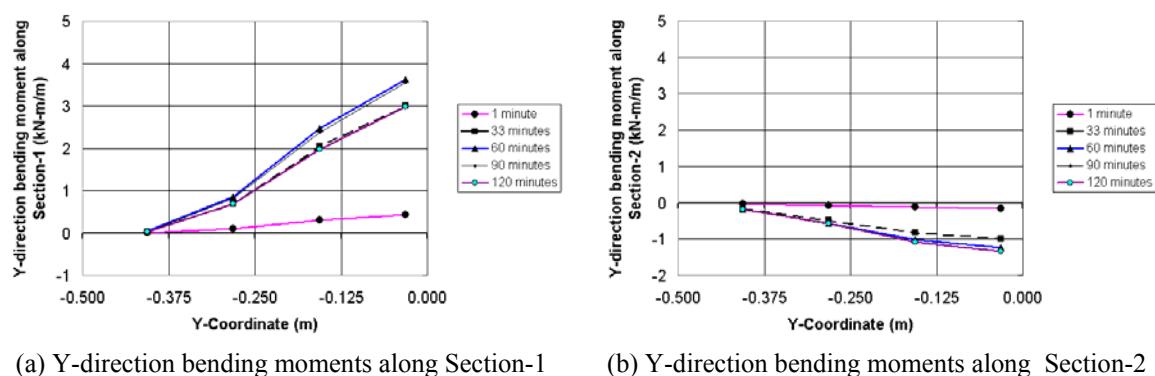 Y-direction bending moment along
Section-1 (kN-m/m)
5
4
3
2
1
0
-1
-0.500
-0.375
-0.250
-0.125
0.000
Y-Coordinate (m)
1 minute
33 minutes
60 minutes
90 minutes
120 minutes
(a) Y-direction bending moments along Section-1
Y-direction bending moment along
Section-2 (kN-m/m)
5
4
3
2
1
0
-1
-2
-0.500
-0.375
-0.250
-0.125
0.000
Y-Coordinate (m)
1 minute
33 minutes
60 minutes
90 minutes
120 minutes
(b) Y-direction bending moments along Section-2